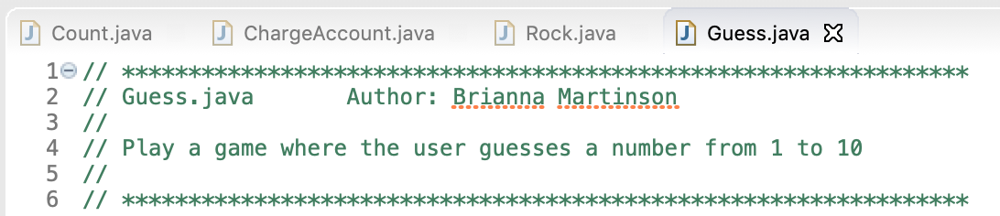 Count.java ChargeAccount.java Rock.java Guess.java
1 // ****************************************************************
2 // Guess.java Author: Brianna Martinson
3 //
4 // Play a game where the user guesses a number from 1 to 10
5 //
6 // ****************************************************************